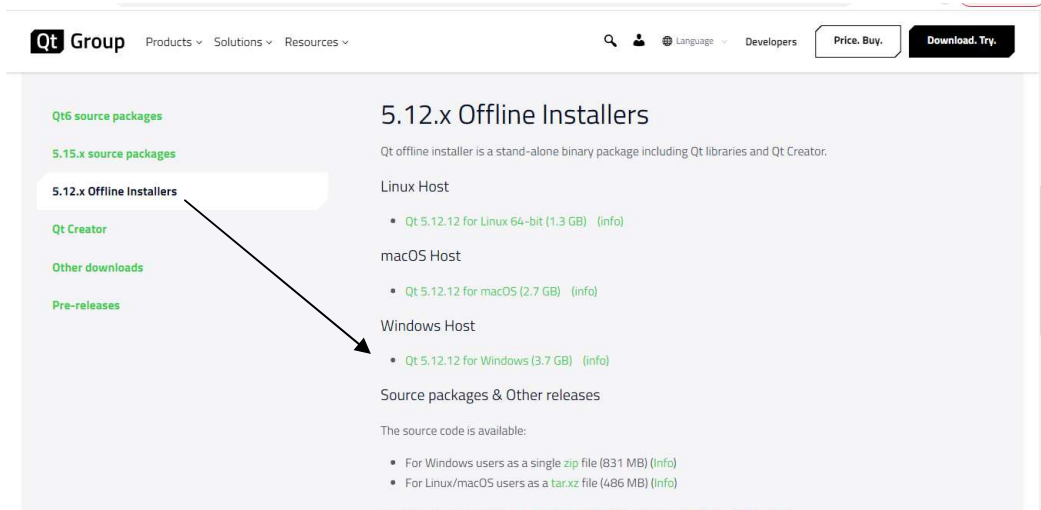 Qt Group Products Solutions Resources Language Developers Price. Buy. Download. Try.
Qt6 source packages
5.15.x source packages
5.12.x Offline Installers
Qt Creator
Other downloads
Pre-releases
5.12.x Offline Installers
Qt offline installer is a stand-alone binary package including Qt libraries and Qt Creator.
Linux Host
• Qt 5.12.12 for Linux 64-bit (1.3 GB) (info)
macOS Host
• Qt 5.12.12 for macOS (2.7 GB) (info)
Windows Host
• Qt 5.12.12 for Windows (3.7 GB) (info)
Source packages & Other releases
The source code is available:
• For Windows users as a single zip file (831 MB) (Info)
• For Linux/macOS users as a tar.xz file (486 MB) (Info)